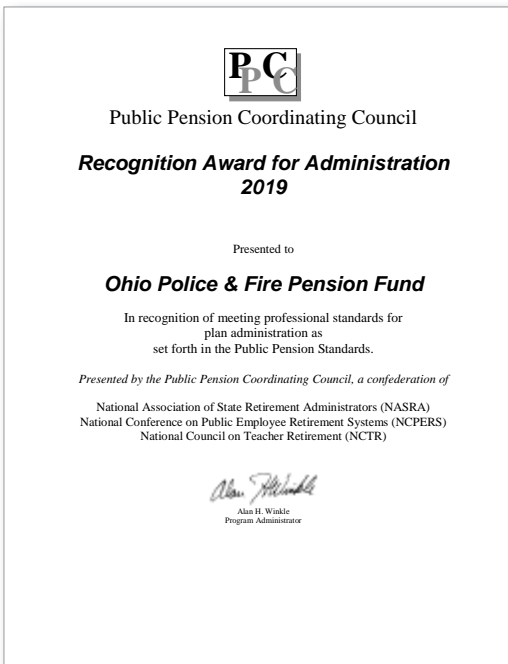 PPCC
Public Pension Coordinating Council
Recognition Award for Administration
2019
Presented to
Ohio Police & Fire Pension Fund
In recognition of meeting professional standards for
plan administration as
set forth in the Public Pension Standards.
Presented by the Public Pension Coordinating Council, a confederation of
National Association of State Retirement Administrators (NASRA)
National Conference on Public Employee Retirement Systems (NCPERS)
National Council on Teacher Retirement (NCTR)
Alan H. Winkle
Alan H. Winkle
Program Administrator